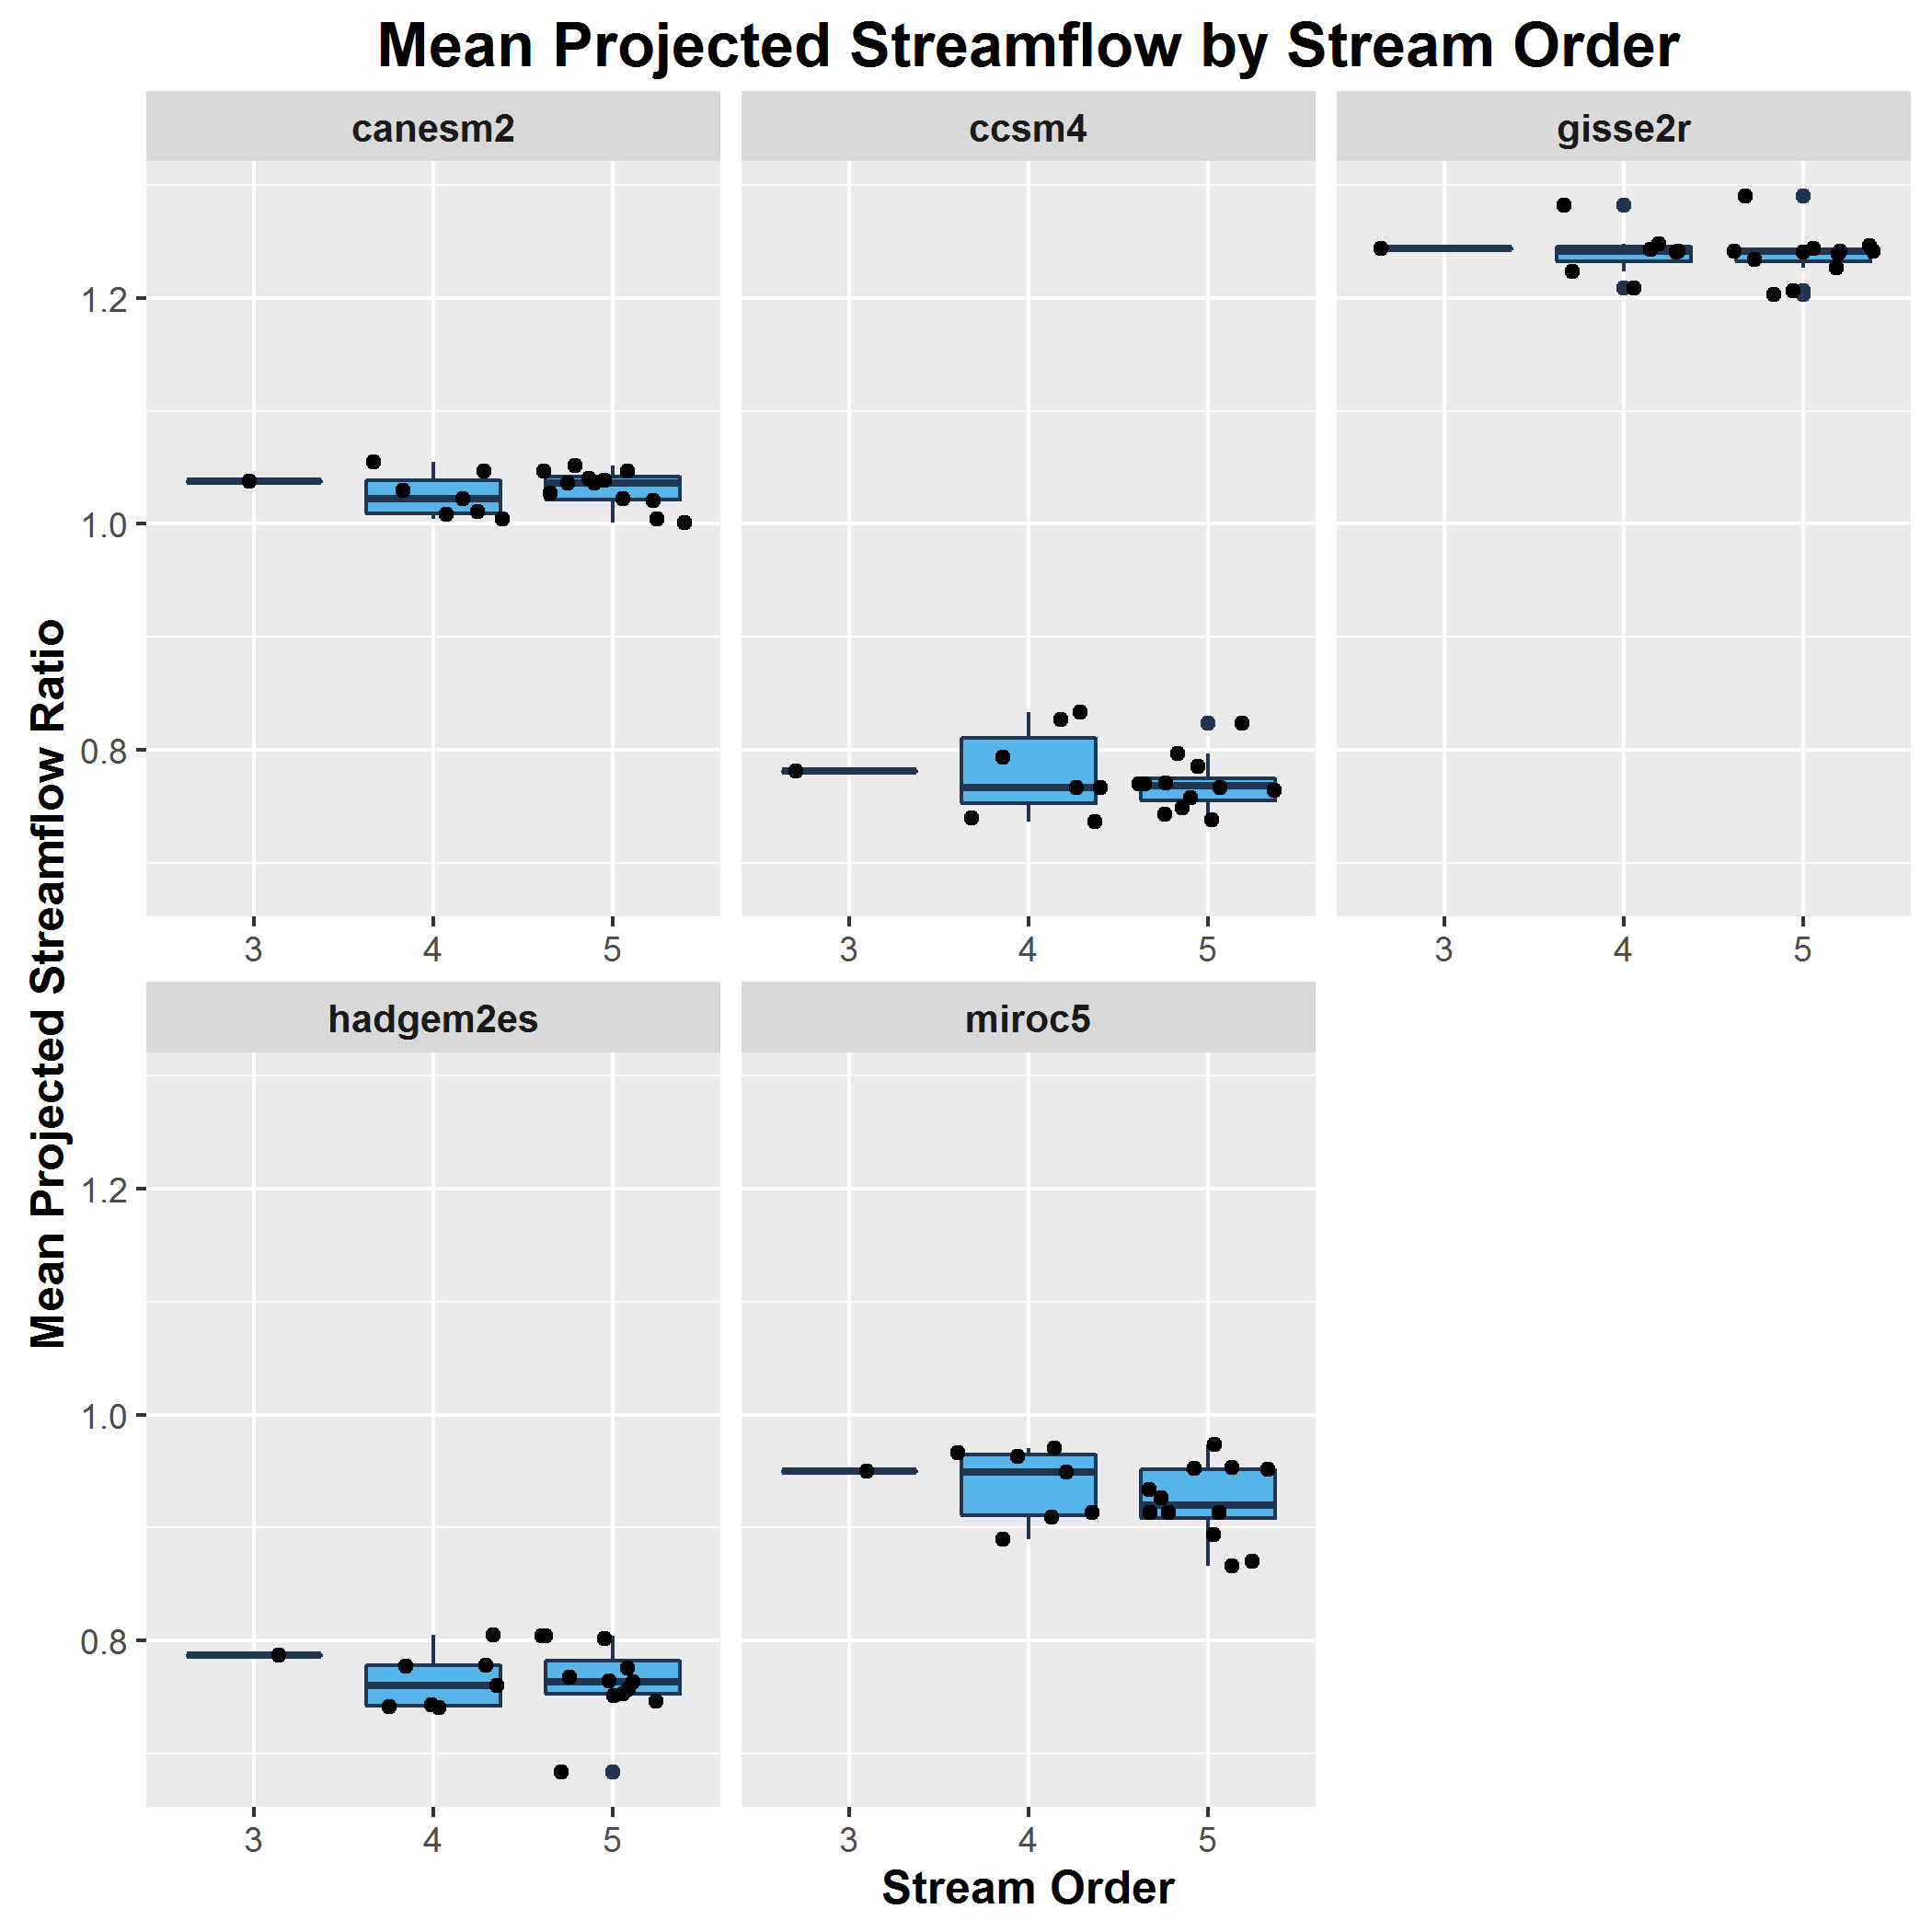 Mean Projected Streamflow by Stream Order
canesm2
ccsm4
gisse2r
Mean Projected Streamflow Ratio
1.2
1.0
0.8
3 4 5
3 4 5
3 4 5
hadgem2es
miroc5
1.2
1.0
0.8
3 4 5
3 4 5
Stream Order